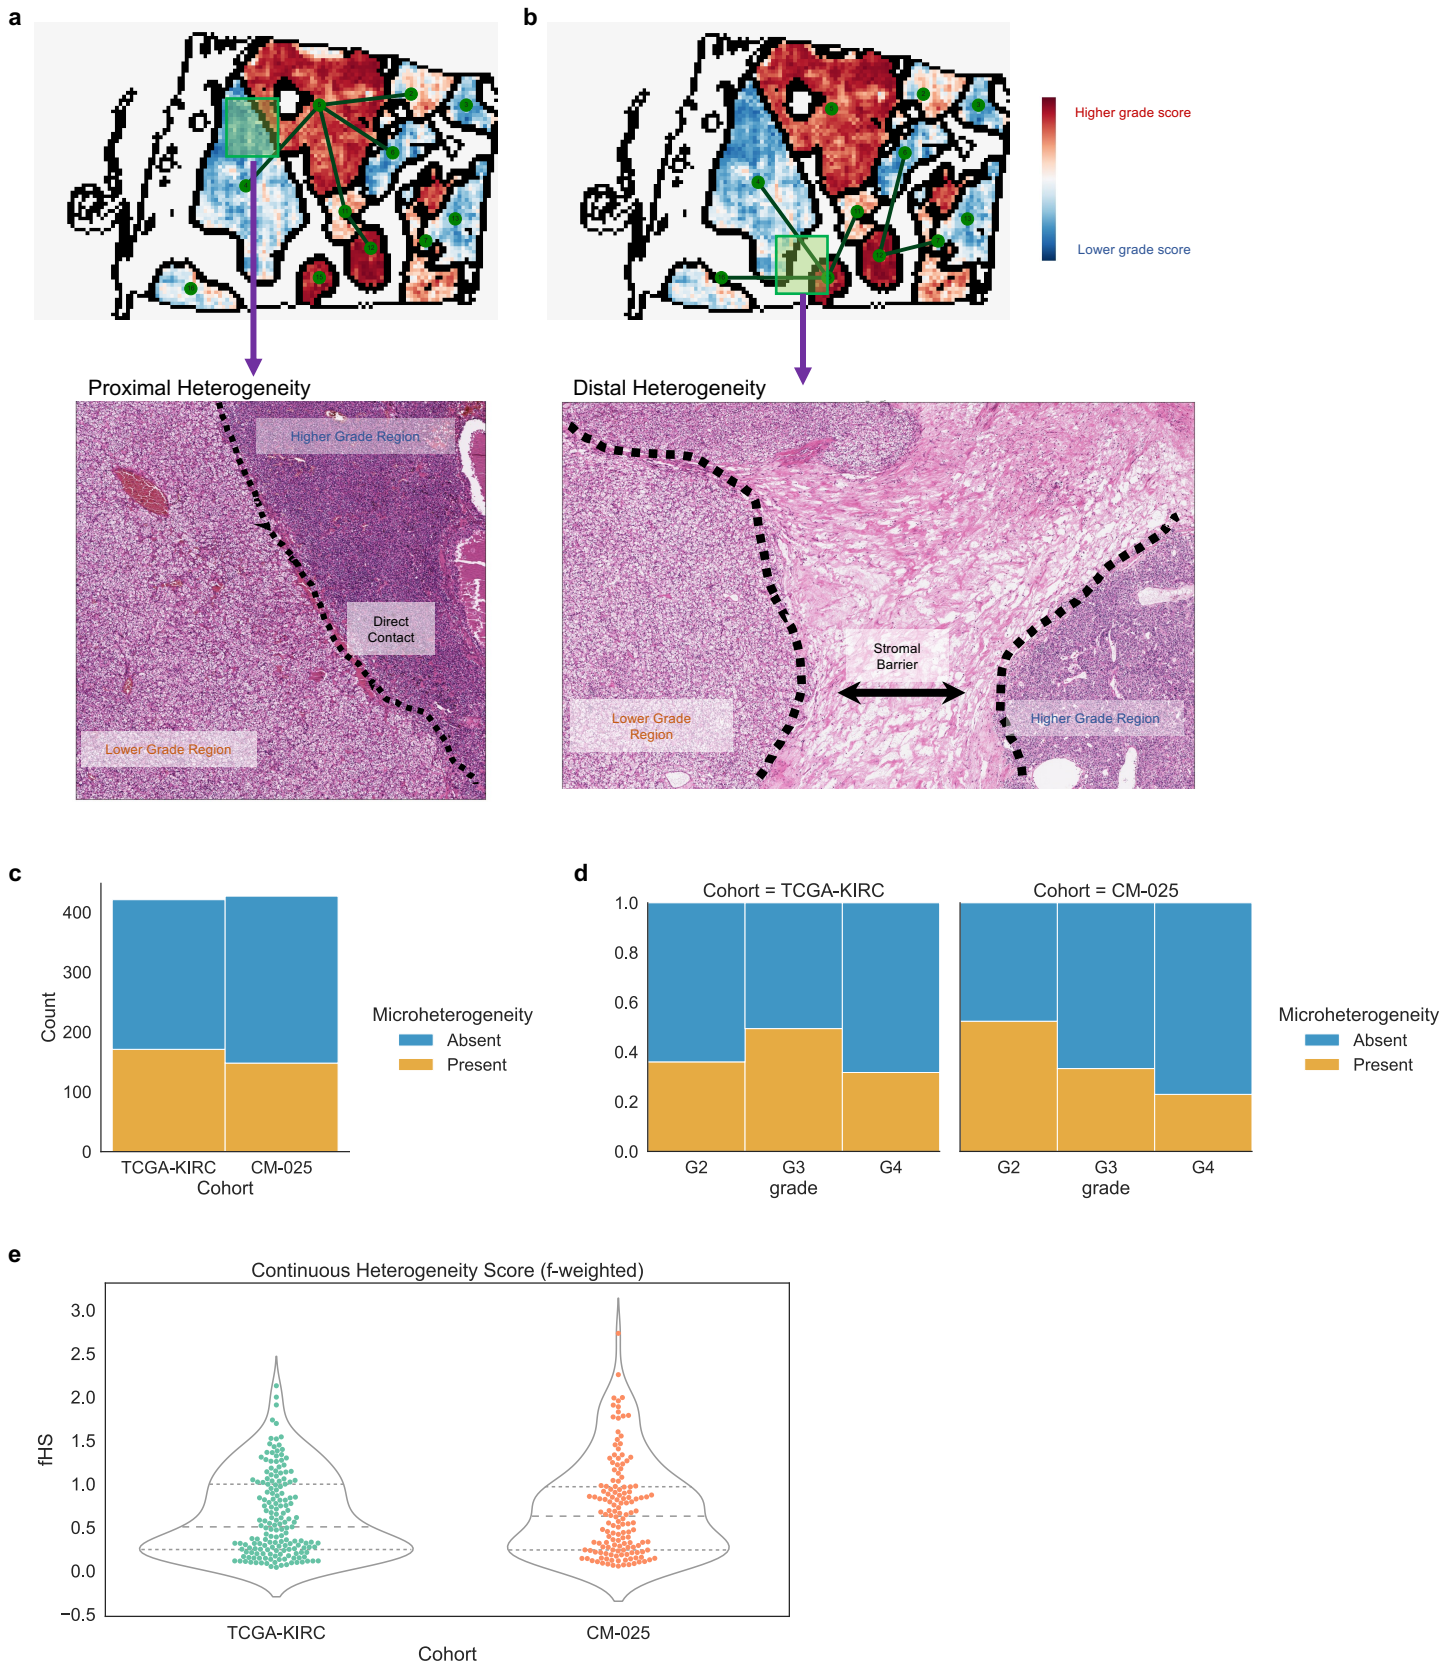 a
b
Higher grade score
Lower grade score
Proximal Heterogeneity
Distal Heterogeneity
Higher Grade Region
Direct
Contact
Lower Grade Region
Stromal
Barrier
Lower Grade
Region
Higher Grade Region
c
400
300
200
100
0
Count
TCGA-KIRC
CM-025
Cohort
Microheterogeneity
Absent
Present
d
Cohort = TCGA-KIRC
Cohort = CM-025
1.0
0.8
0.6
0.4
0.2
0.0
G2
G3
G4
grade
G2
G3
G4
grade
Microheterogeneity
Absent
Present
e
Continuous Heterogeneity Score (f-weighted)
3.0
2.5
2.0
1.5
1.0
0.5
0.0
−0.5
fHS
TCGA-KIRC
CM-025
Cohort